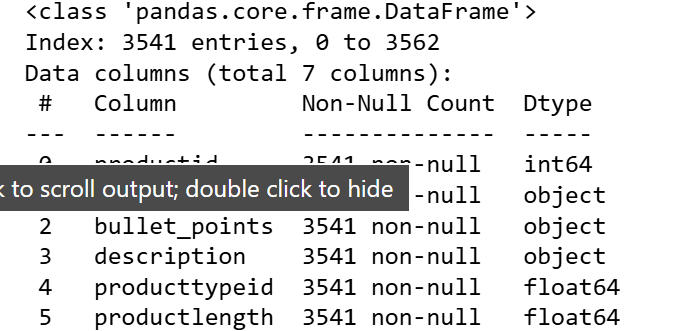 <class 'pandas.core.frame.DataFrame'>
Index: 3541 entries, 0 to 3562
Data columns (total 7 columns):
#   Column         Non-Null Count  Dtype
---  ------         --------------  -----
0   productid      3541 non-null   int64
k to scroll output; double click to hide -null   object
2   bullet_points  3541 non-null   object
3   description    3541 non-null   object
4   producttypeid  3541 non-null   float64
5   productlength  3541 non-null   float64